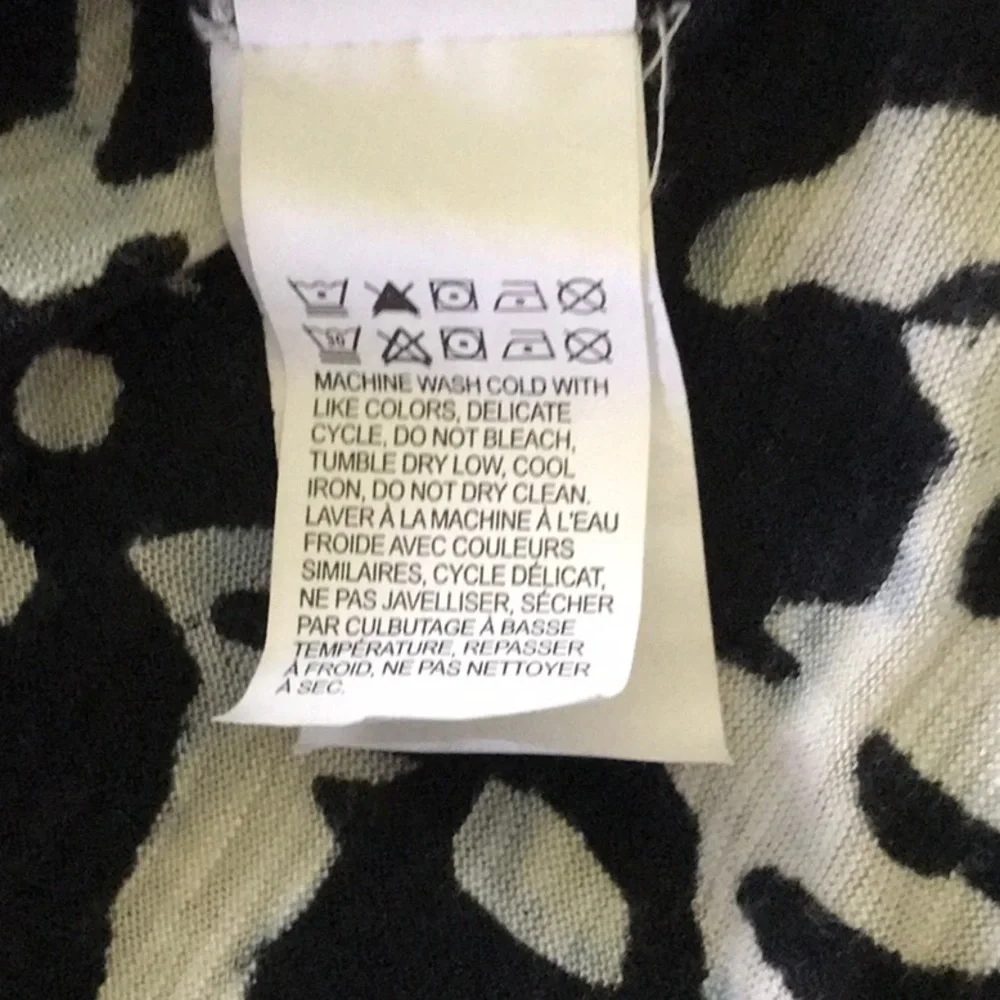 30
MACHINE WASH COLD WITH
LIKE COLORS, DELICATE
CYCLE, DO NOT BLEACH,
TUMBLE DRY LOW, COOL
IRON, DO NOT DRY CLEAN.
LAVER À LA MACHINE À L'EAU
FROIDE AVEC COULEURS
SIMILAIRES, CYCLE DÉLICAT,
NE PAS JAVELLISER, SÉCHER
PAR CULBUTAGE À BASSE
TEMPÉRATURE, REPASSER
À FROID, NE PAS NETTOYER
À SEC.